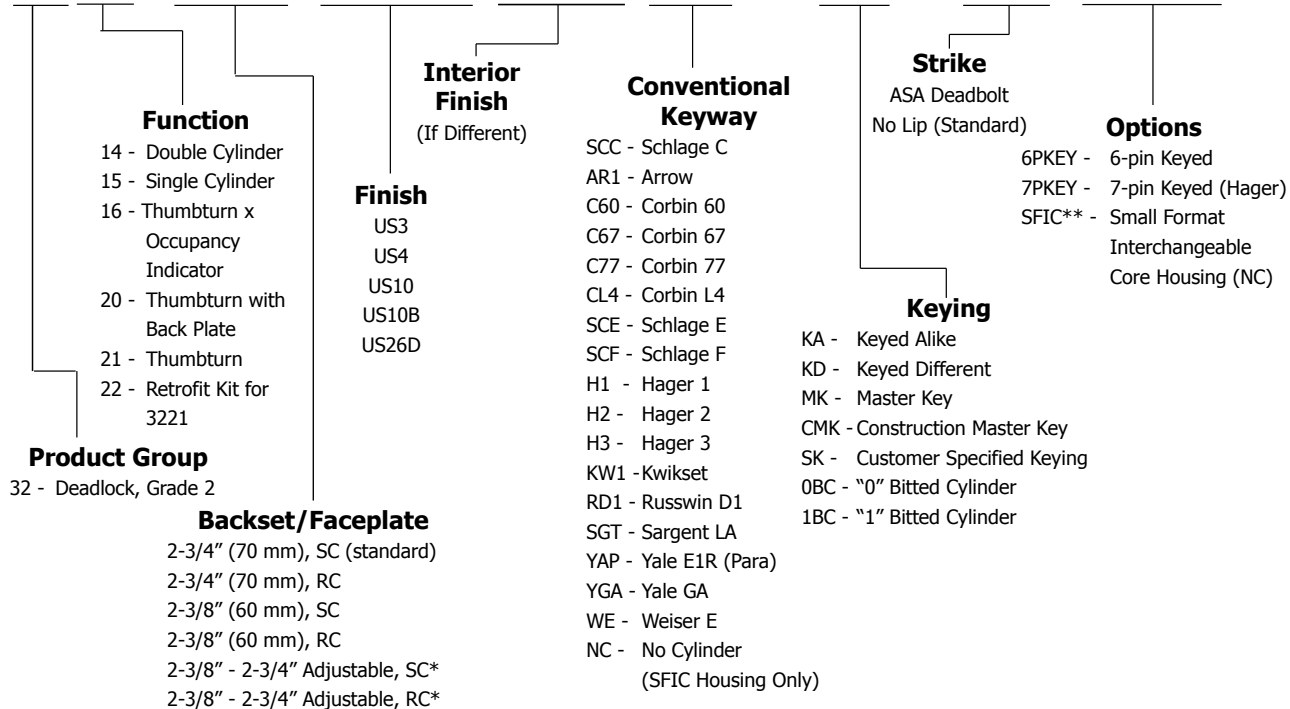 Function
14 - Double Cylinder
15 - Single Cylinder
16 - Thumbturn x
Occupancy
Indicator
20 - Thumbturn with
Back Plate
21 - Thumbturn
22 - Retrofit Kit for
3221
Product Group
32 - Deadlock, Grade 2
Backset/Faceplate
2-3/4” (70 mm), SC (standard)
2-3/4” (70 mm), RC
2-3/8” (60 mm), SC
2-3/8” (60 mm), RC
2-3/8” - 2-3/4” Adjustable, SC*
2-3/8” - 2-3/4” Adjustable, RC*
Finish
US3
US4
US10
US10B
US26D
Interior
Finish
(If Different)
Conventional
Keyway
SCC - Schlage C
AR1 - Arrow
C60 - Corbin 60
C67 - Corbin 67
C77 - Corbin 77
CL4 - Corbin L4
SCE - Schlage E
SCF - Schlage F
H1 - Hager 1
H2 - Hager 2
H3 - Hager 3
KW1 - Kwikset
RD1 - Russwin D1
SGT - Sargent LA
YAP - Yale E1R (Para)
YGA - Yale GA
WE - Weiser E
NC - No Cylinder
(SFIC Housing Only)
Keying
KA - Keyed Alike
KD - Keyed Different
MK - Master Key
CMK - Construction Master Key
SK - Customer Specified Keying
0BC - “0” Bitted Cylinder
1BC - “1” Bitted Cylinder
Strike
ASA Deadbolt
No Lip (Standard)
Options
6PKEY - 6-pin Keyed
7PKEY - 7-pin Keyed (Hager)
SFIC** - Small Format
Interchangeable
Core Housing (NC)